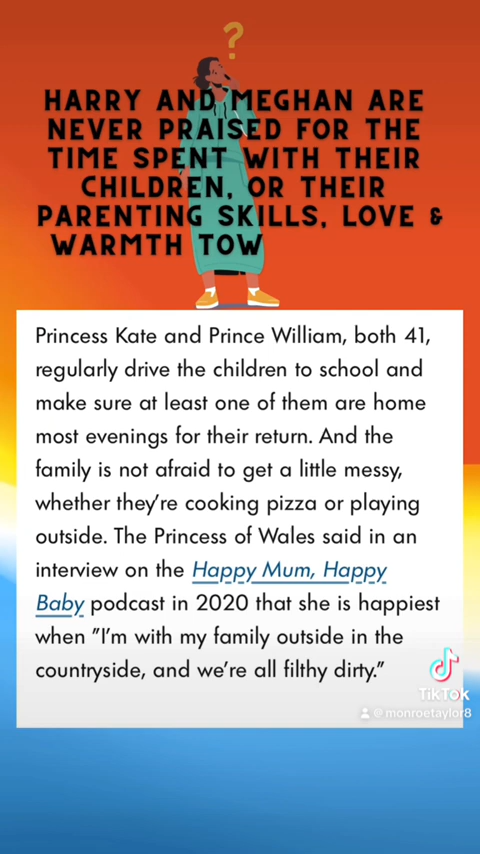 ?
HARRY AND MEGHAN ARE
NEVER PRAISED FOR THE
TIME SPENT WITH THEIR
CHILDREN, OR THEIR
PARENTING SKILLS, LOVE &
WARMTH TOW
Princess Kate and Prince William, both 41,
regularly drive the children to school and
make sure at least one of them are home
most evenings for their return. And the
family is not afraid to get a little messy,
whether they’re cooking pizza or playing
outside. The Princess of Wales said in an
interview on the Happy Mum, Happy
Baby podcast in 2020 that she is happiest
when "I’m with my family outside in the
countryside, and we’re all filthy dirty.”
TikTok
@monroetaylor8